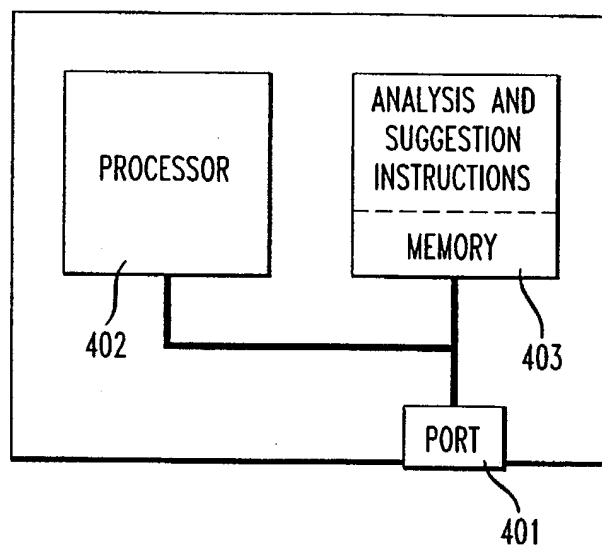 PROCESSOR
402
ANALYSIS AND
SUGGESTION
INSTRUCTIONS
MEMORY
403
PORT
401